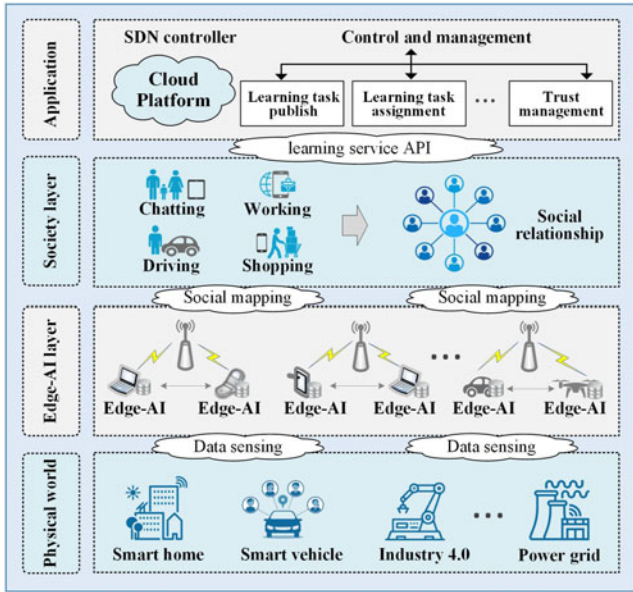 Application
SDN controller
Control and management
Cloud
Platform
Learning task
publish
Learning task
assignment
Trust
management
learning service API
Society layer
Chatting
Working
Driving
Shopping
Social
relationship
Social mapping
Social mapping
Edge-AI layer
Edge-AI
Edge-AI
Edge-AI
Edge-AI
Edge-AI
Edge-AI
Data sensing
Data sensing
Physical world
Smart home
Smart vehicle
Industry 4.0
Power grid